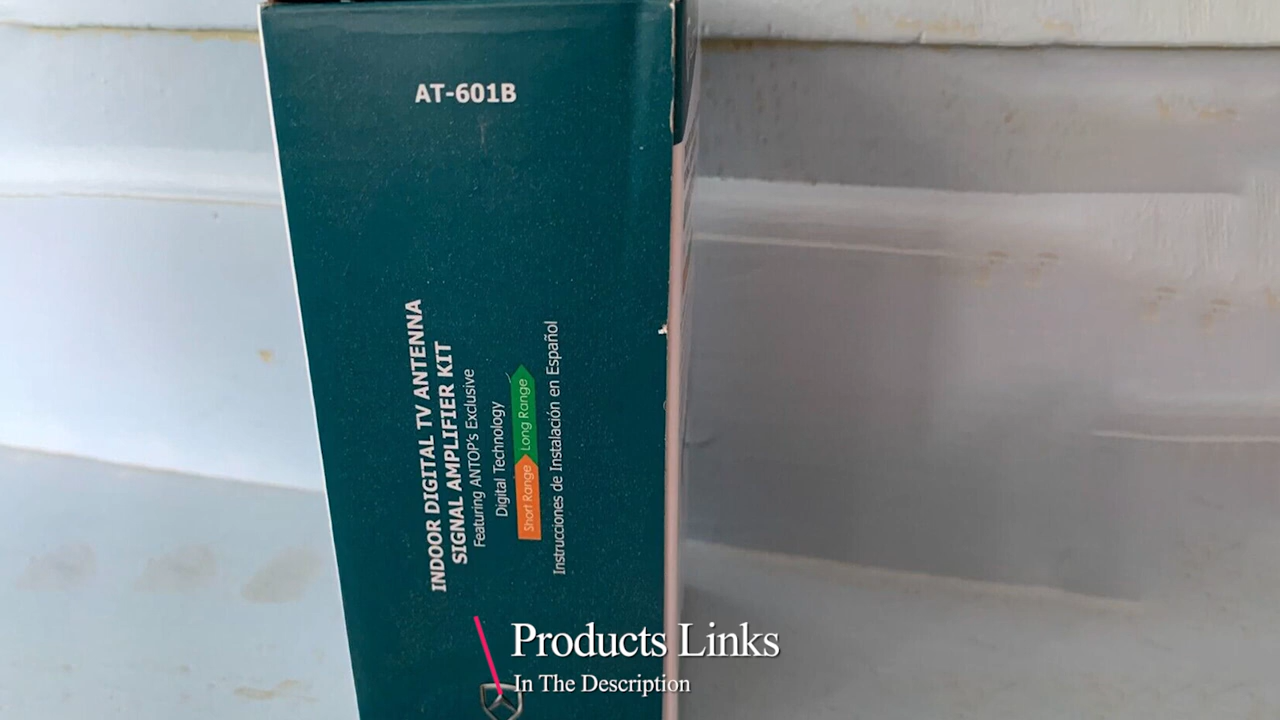 AT-601B
INDOOR DIGITAL TV ANTENNA
SIGNAL AMPLIFIER KIT
Featuring ANTOP's Exclusive
Digital Technology
Short Range Long Range
Instrucciones de Instalación en Español
Products Links
In The Description